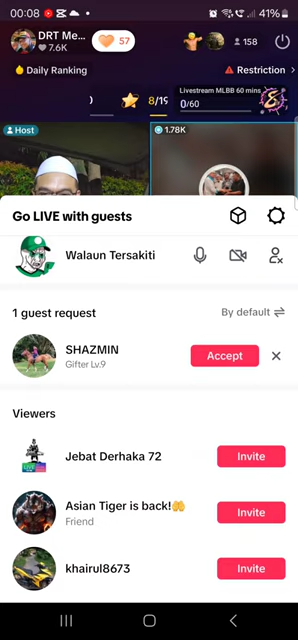 00:08
41%
DRT Me...
7.6K
57
158
Daily Ranking
Restriction
8/19
Livestream MLBB 60 mins
0/60
Host
1.78K
Go LIVE with guests
Walaun Tersakiti
1 guest request
By default
SHAZMIN
Gifter Lv.9
Accept
Viewers
Jebat Derhaka 72
Invite
Asian Tiger is back!🤲
Friend
Invite
khairul8673
Invite